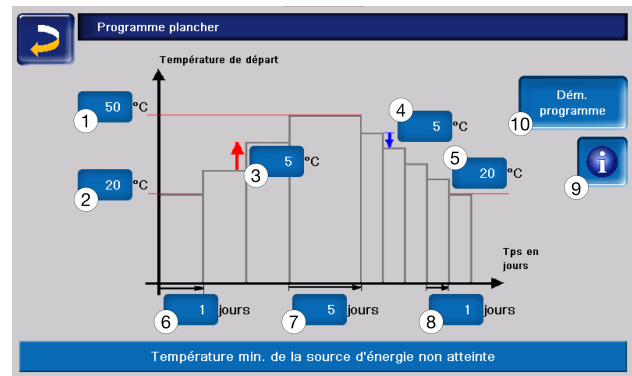 Programme plancher
Température de départ
50 °C
1
20 °C
2
5 °C
3
4
5 °C
5
20 °C
Dém.
programme
10
9
Tps en
jours
1 jours
6
5 jours
7
1 jours
8
Température min. de la source d'énergie non atteinte